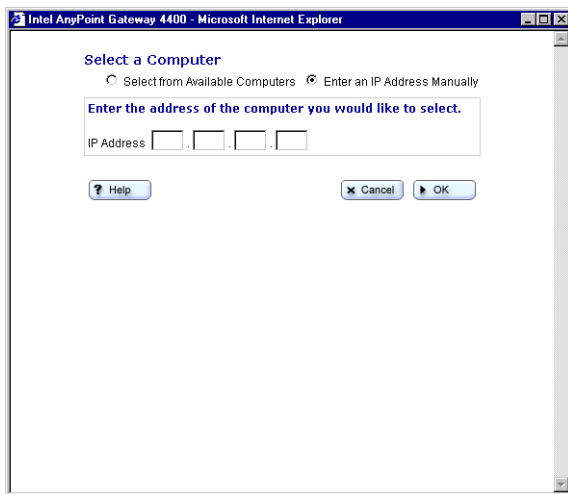 Intel AnyPoint Gateway 4400 - Microsoft Internet Explorer
Select a Computer
Select from Available Computers Enter an IP Address Manually
Enter the address of the computer you would like to select.
IP Address . . .
? Help Cancel OK